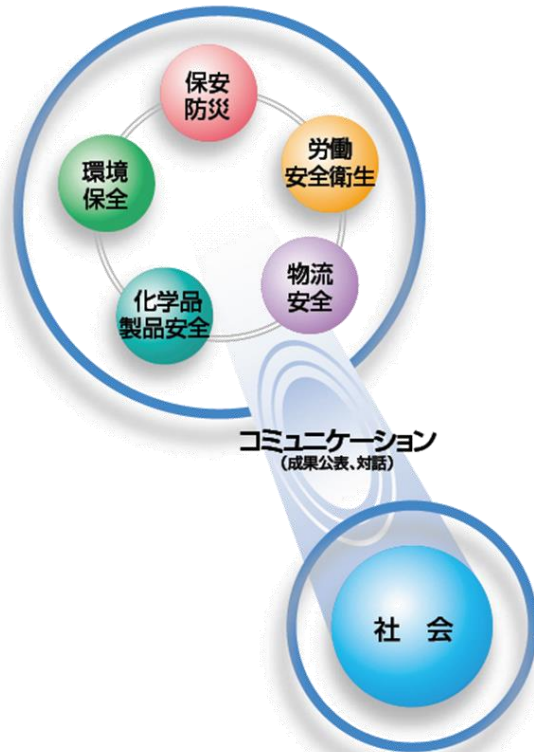 保安
防災
労働
安全衛生
環境
保全
物流
安全
化学品
製品安全
コミュニケーション
(成果公表、対話)
社 会